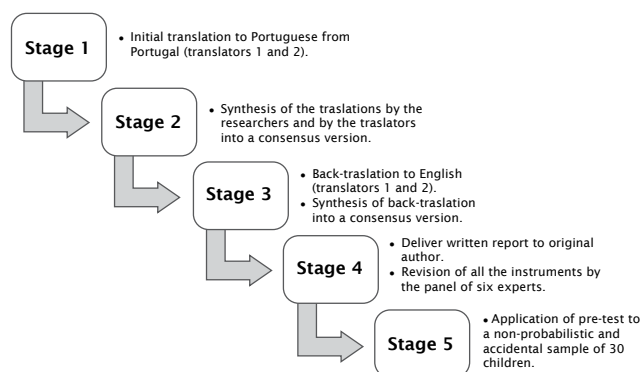 Stage 1
• Initial translation to Portuguese from
Portugal (translators 1 and 2).
Stage 2
• Synthesis of the traslations by the
researchers and by the traslators
into a consensus version.
Stage 3
• Back-traslation to English
(translators 1 and 2).
• Synthesis of back-traslation
into a consensus version.
Stage 4
• Deliver written report to original
author.
• Revision of all the instruments by
the panel of six experts.
Stage 5
• Application of pre-test to
a non-probabilistic and
accidental sample of 30
children.